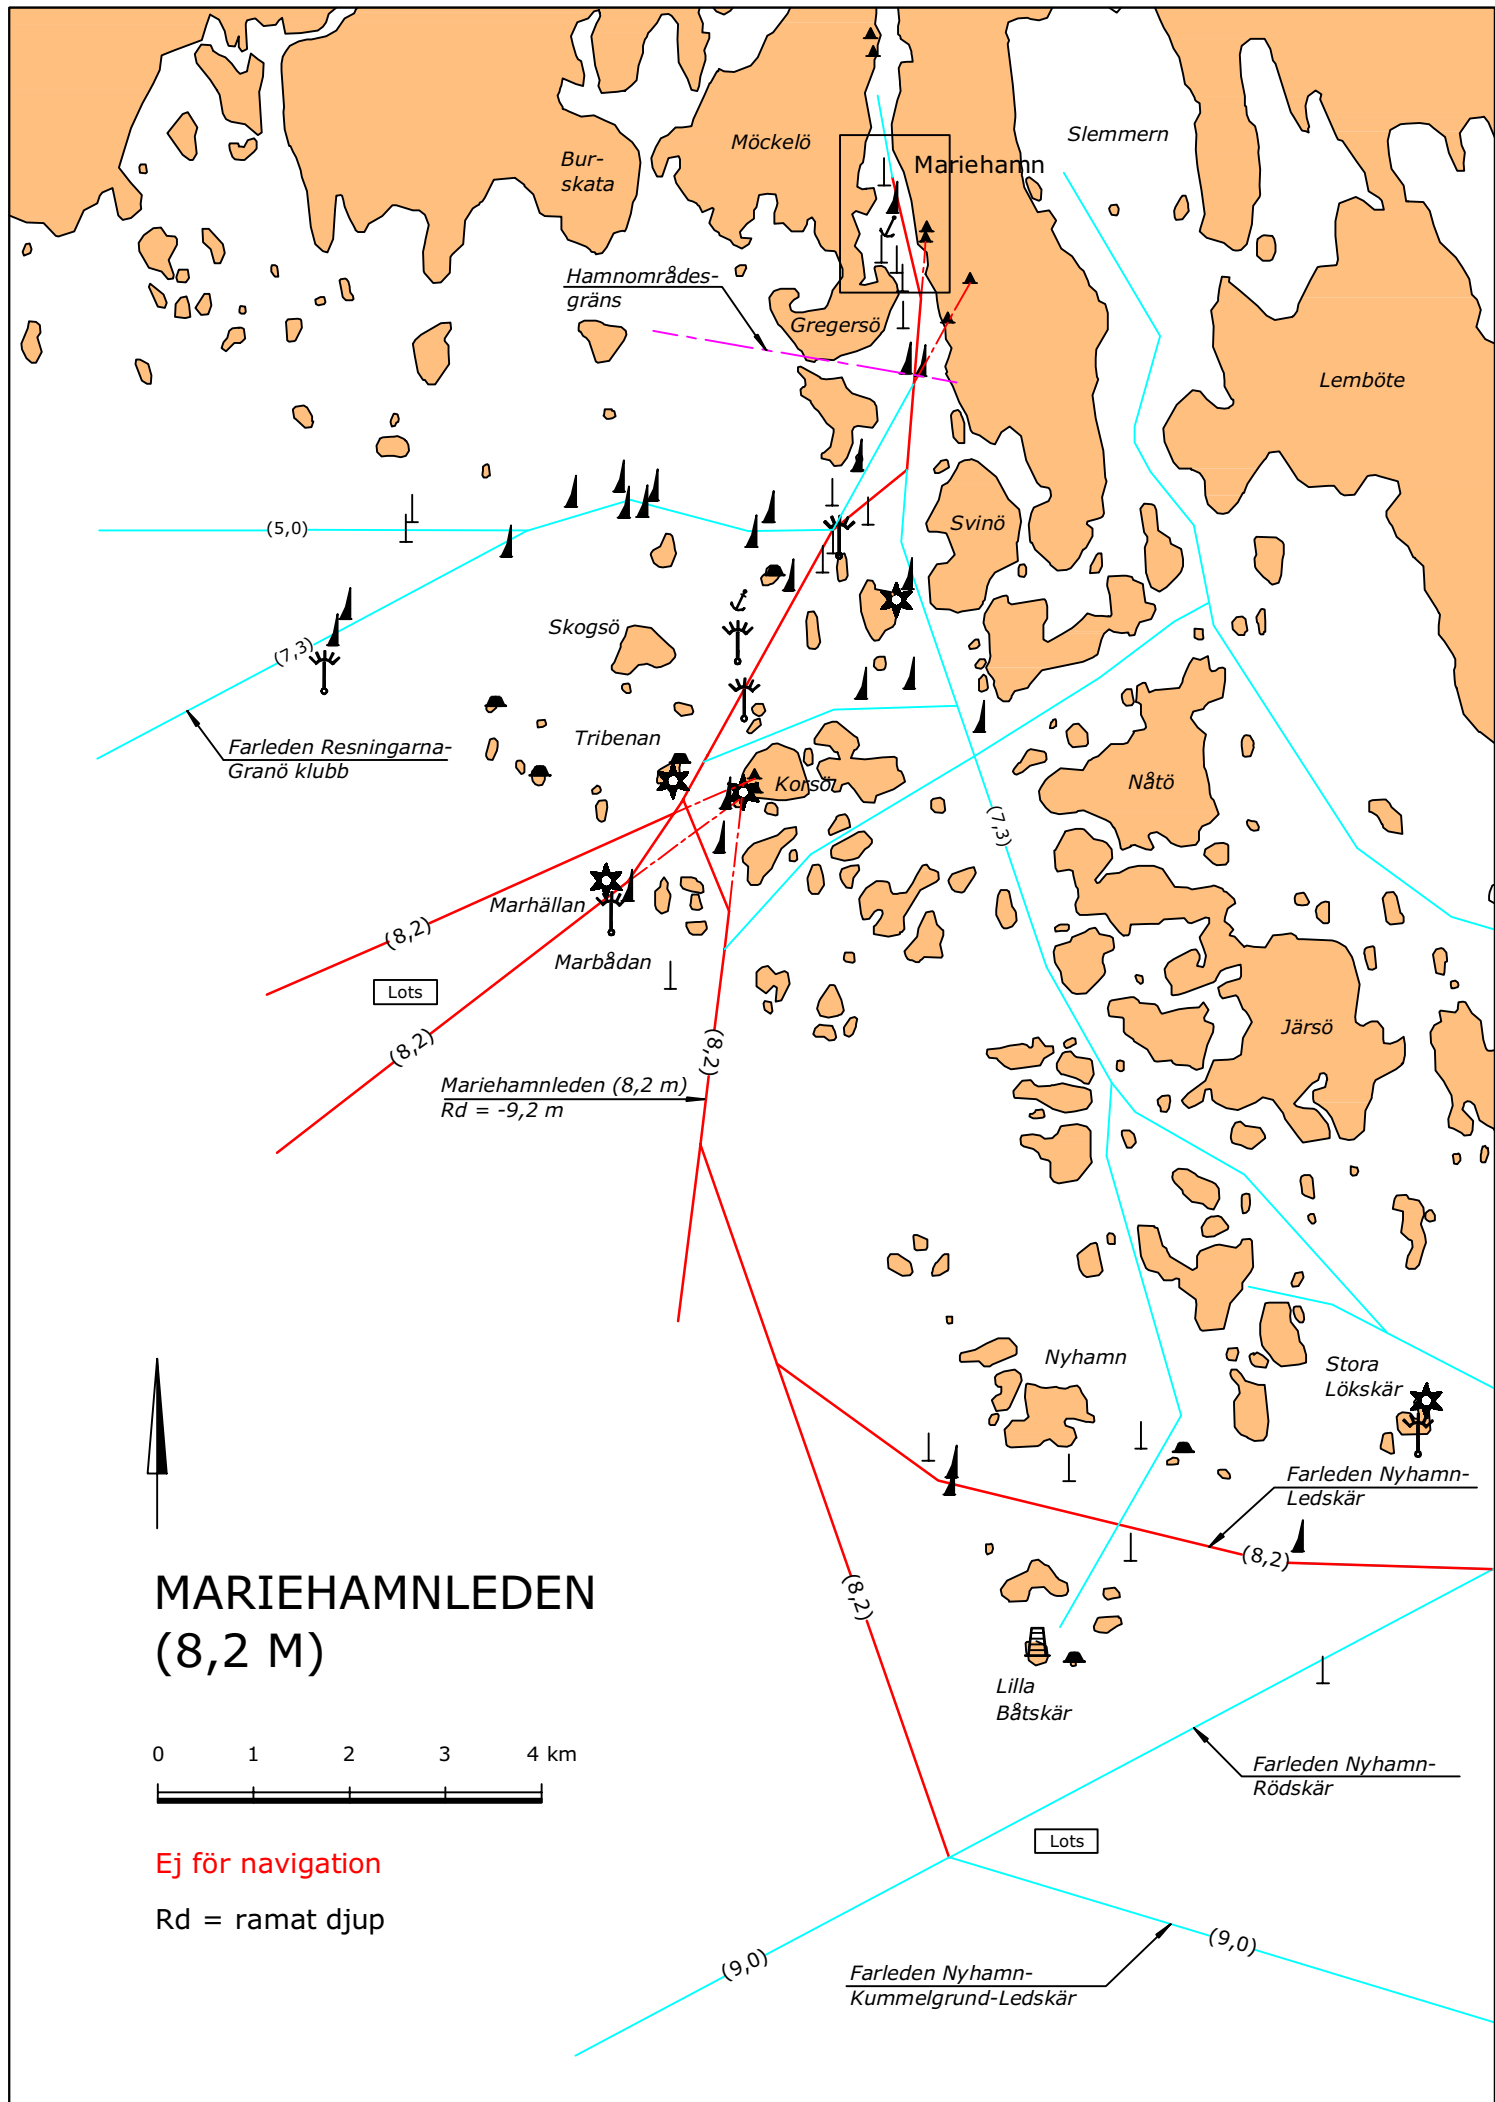 Slemmern
Möckelö
Bur-
skata
Mariehamn
Hamnområdes-
gräns
Gregersö
Lemböte
(5,0)
Svinö
Skogsö
(7,3)
Farleden Resningarna-
Granö klubb
Tribenan
Korsö
Nåtö
(7,3)
Marhällan
(8,2)
Marbådan
Lots
Järsö
(8,2)
(8,2)
Mariehamnleden (8,2 m)
Rd = -9,2 m
Nyhamn
Stora
Lökskär
Farleden Nyhamn-
Ledskär
(8,2)
(8,2)
MARIEHAMNLEDEN
(8,2 M)
Lilla
Båtskär
0 1 2 3 4 km
Farleden Nyhamn-
Rödskär
Lots
Ej för navigation
Rd = ramat djup
(9,0)
(9,0)
Farleden Nyhamn-
Kummelgrund-Ledskär